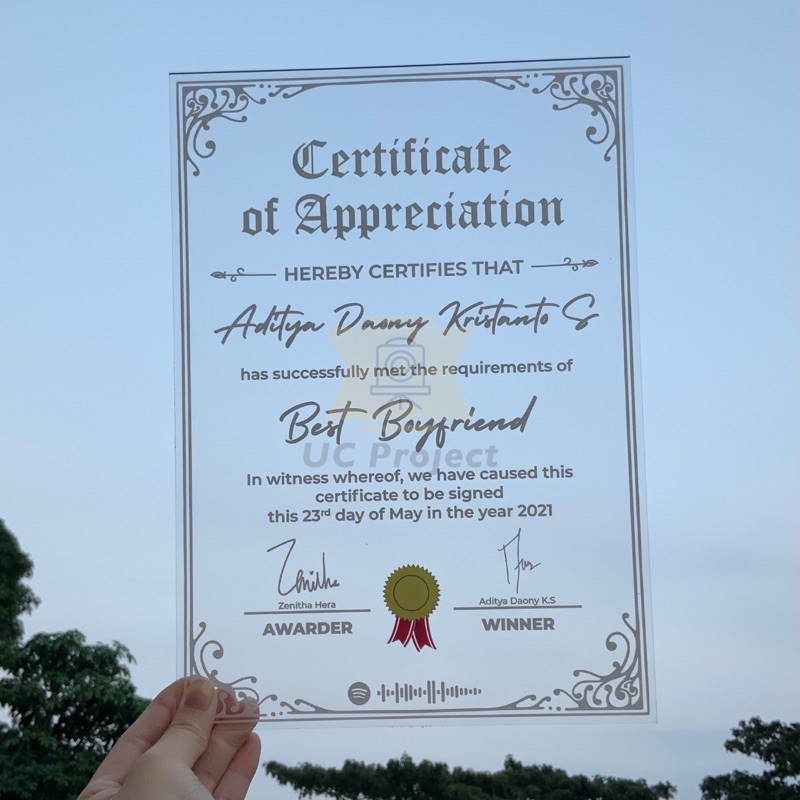 Certificate
of Appreciation
HEREBY CERTIFIES THAT
Aditya Daony Kristanto S
has successfully met the requirements of
Best Boyfriend
UC Project
In witness whereof, we have caused this
certificate to be signed
this 23rd day of May in the year 2021
Zenitha
Zenitha Hera
Aditya Daony K.S
AWARDER
WINNER